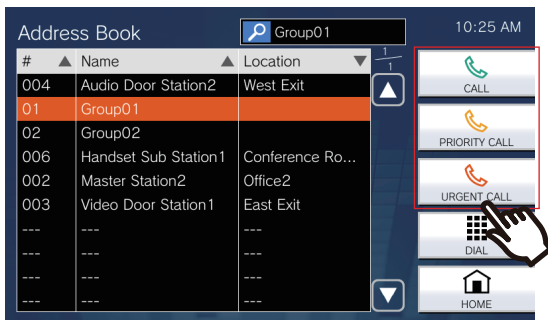 Address Book Group01 10:25 AM
# Name Location 1/1
004 Audio Door Station2 West Exit
01 Group01
02 Group02
006 Handset Sub Station1 Conference Ro...
002 Master Station2 Office2
003 Video Door Station1 East Exit
--- --- ---
--- --- ---
--- --- ---
--- --- ---
CALL
PRIORITY CALL
URGENT CALL
DIAL
HOME